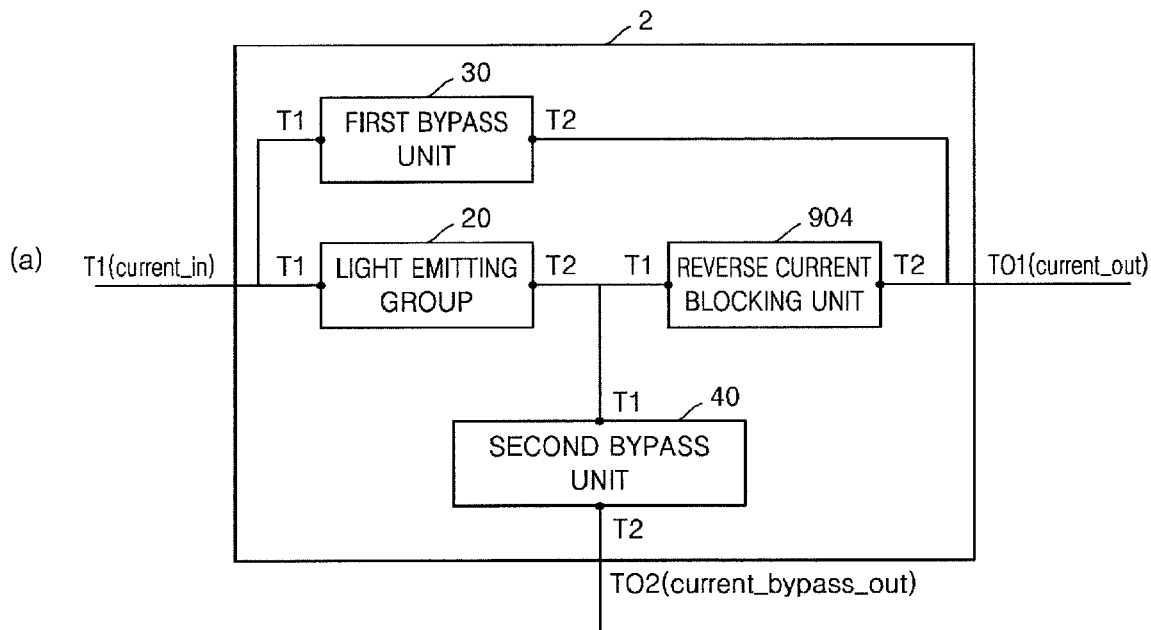 2
30
T1
FIRST BYPASS
UNIT
T2
(a)
T1(current_in)
20
T1
LIGHT EMITTING
GROUP
T2
904
T1
REVERSE CURRENT
BLOCKING UNIT
T2
TO1(current_out)
T1
40
SECOND BYPASS
UNIT
T2
TO2(current_bypass_out)